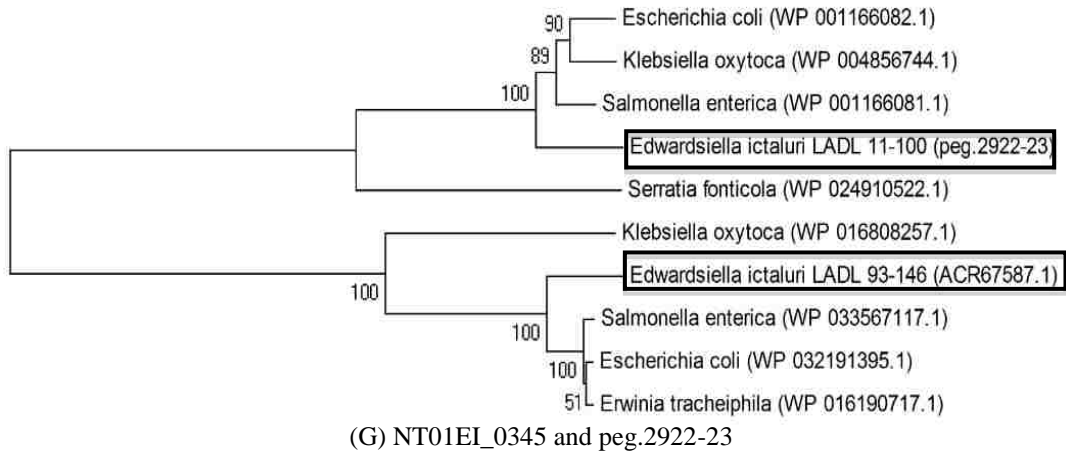 Escherichia coli (WP 001166082.1)
90
Klebsiella oxytoca (WP 004856744.1)
89
Salmonella enterica (WP 001166081.1)
100
Edwardsiella ictaluri LADL 11-100 (peg.2922-23)
Serratia fonticola (WP 024910522.1)
Klebsiella oxytoca (WP 016808257.1)
Edwardsiella ictaluri LADL 93-146 (ACR67587.1)
100
Salmonella enterica (WP 033567117.1)
100
Escherichia coli (WP 032191395.1)
100
Erwinia tracheiphila (WP 016190717.1)
51
(G) NT01EI_0345 and peg.2922-23